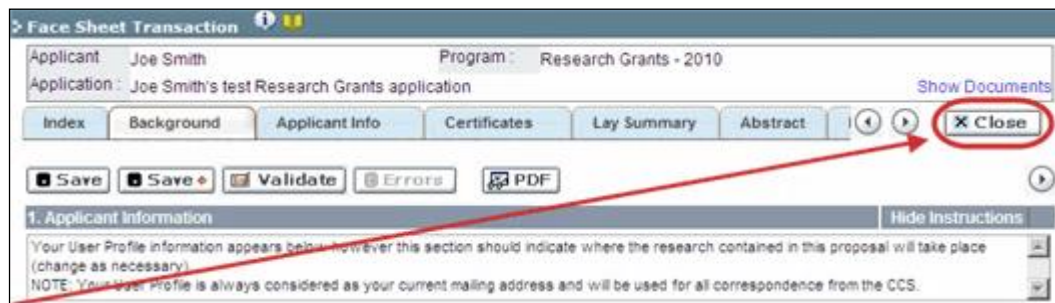 Face Sheet Transaction
Applicant Joe Smith Program : Research Grants - 2010
Application : Joe Smith's test Research Grants application Show Documents
Index Background Applicant Info Certificates Lay Summary Abstract X Close
Save Save Validate Errors PDF
1. Applicant Information Hide Instructions
Your User Profile information appears below, however this section should indicate where the research contained in this proposal will take place
(change as necessary)
NOTE: Your User Profile is always considered as your current mailing address and will be used for all correspondence from the CCS.